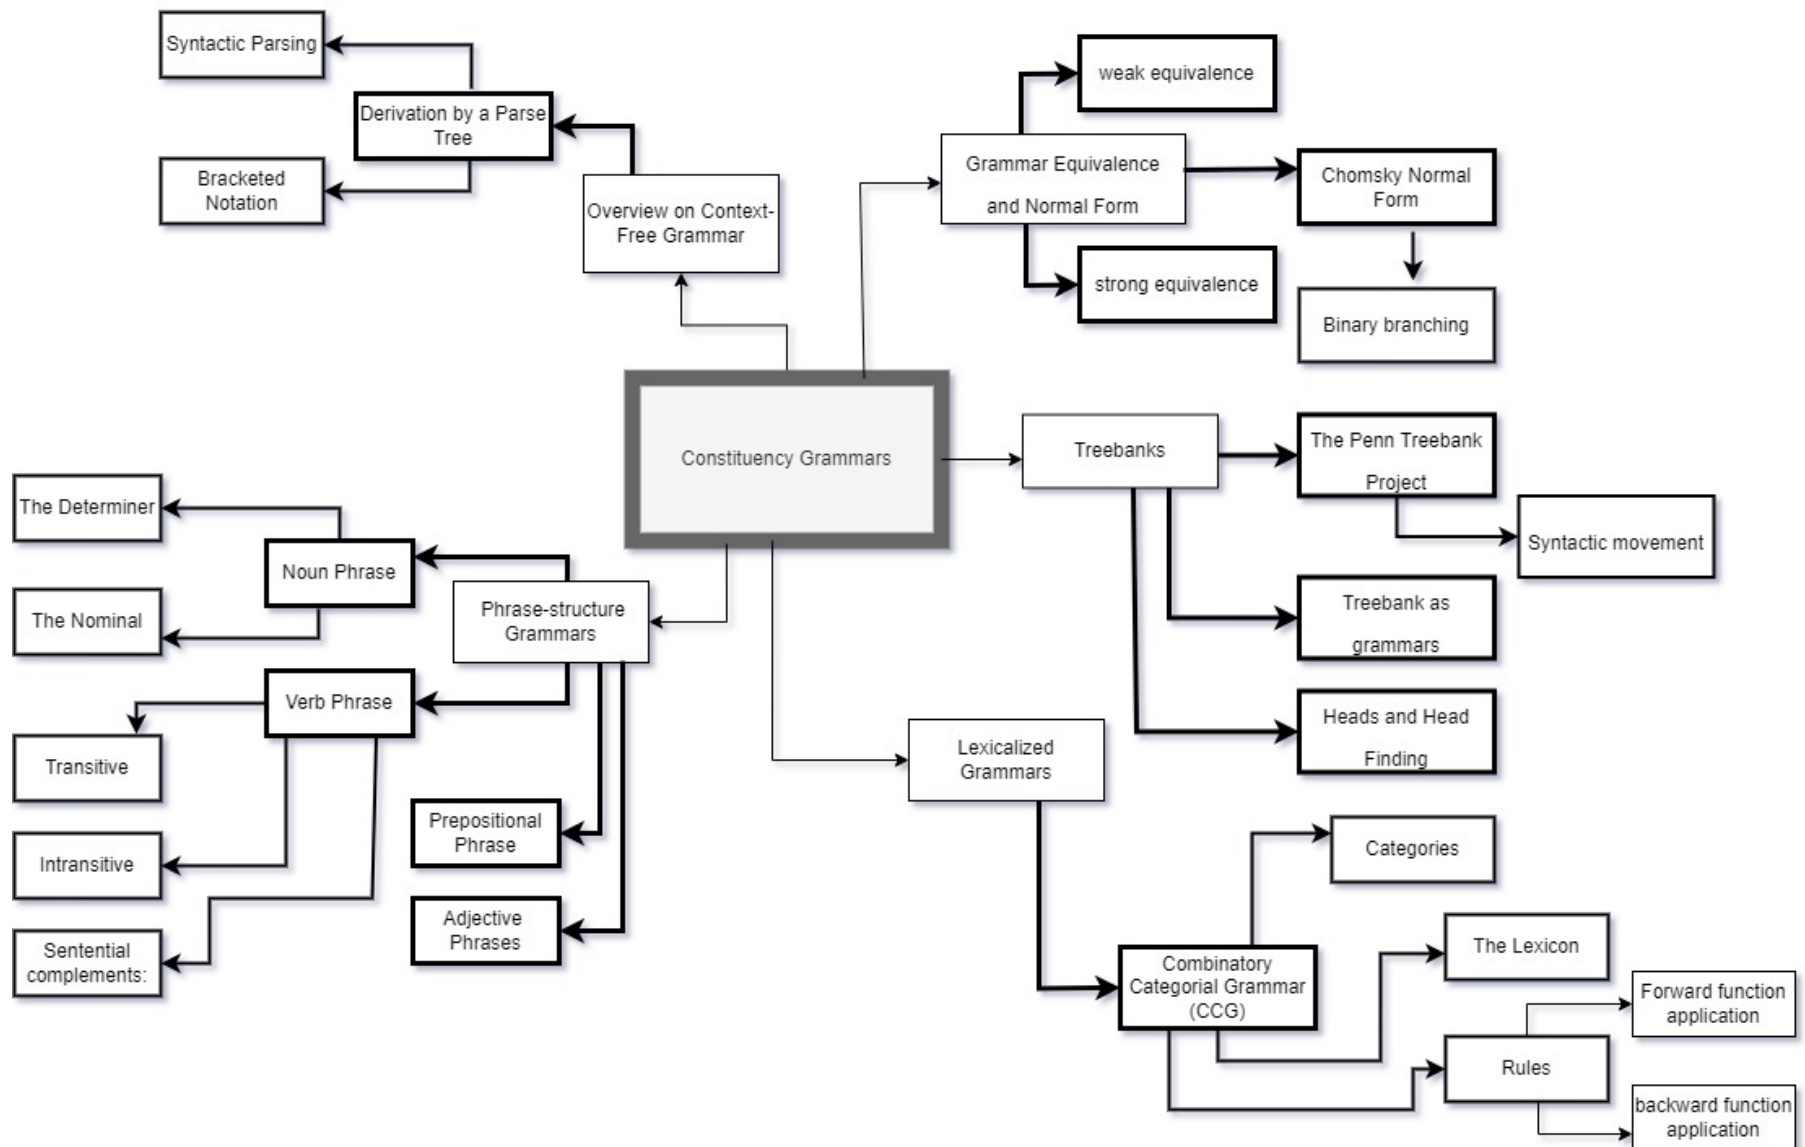 Syntactic Parsing
Derivation by a Parse
Tree
Bracketed
Notation
Overview on Context-
Free Grammar
weak equivalence
Grammar Equivalence
and Normal Form
Chomsky Normal
Form
strong equivalence
Binary branching
Constituency Grammars
Treebanks
The Penn Treebank
Project
Syntactic movement
Treebank as
grammars
Heads and Head
Finding
The Determiner
Noun Phrase
The Nominal
Phrase-structure
Grammars
Verb Phrase
Transitive
Intransitive
Sentential
complements:
Prepositional
Phrase
Adjective
Phrases
Lexicalized
Grammars
Categories
Combinatory
Categorial Grammar
(CCG)
The Lexicon
Rules
Forward function
application
backward function
application